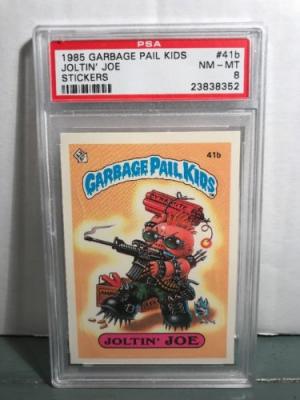 PSA
1985 GARBAGE PAIL KIDS #41b
JOLTIN' JOE NM - MT
STICKERS 8
23838352
41b
GARBAGE PAIL KIDS
DYNAMITE
JOLTIN' JOE